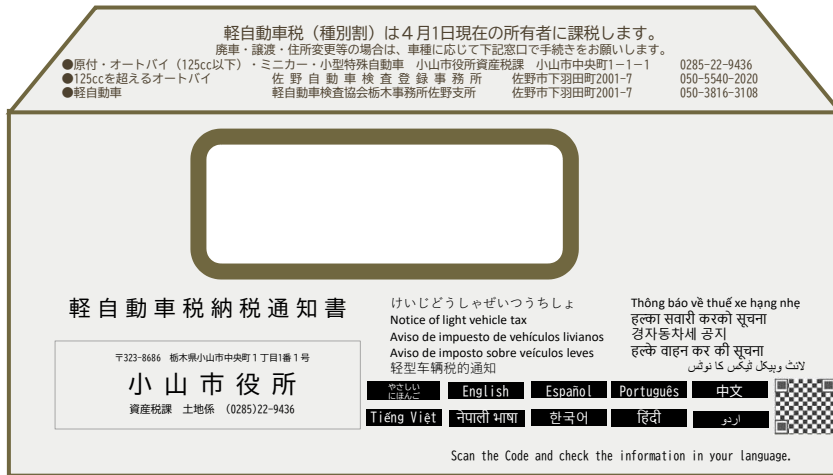 軽自動車税（種別割）は４月1日現在の所有者に課税します。
廃車・譲渡・住所変更等の場合は、車種に応じて下記窓口で手続きをお願いします。
●原付・オートバイ（125cc以下）・ミニカー・小型特殊自動車　小山市役所資産税課　小山市中央町1－1－1　0285-22-9436
●125ccを超えるオートバイ　佐野自動車検査登録事務所　佐野市下羽田町2001-7　050-5540-2020
●軽自動車　軽自動車検査協会栃木事務所佐野支所　佐野市下羽田町2001-7　050-3816-3108
軽自動車税納税通知書
〒323-8686　栃木県小山市中央町１丁目1番１号
小山市役所
資産税課　土地係　(0285)22-9436
けいじどうしゃぜいつうちしょ
Notice of light vehicle tax
Aviso de impuesto de vehículos livianos
Aviso de imposto sobre veículos leves
轻型车辆税的通知
Thông báo về thuế xe hạng nhẹ
हल्का सवारी करको सूचना
경자동차세 공지
हल्के वाहन कर की सूचना
لائٹ وہیکل ٹیکس کا نوٹس
やさしい
にほんご
English
Español
Português
中文
Tiếng Việt
नेपाली भाषा
한국어
हिंदी
اردو
Scan the Code and check the information in your language.